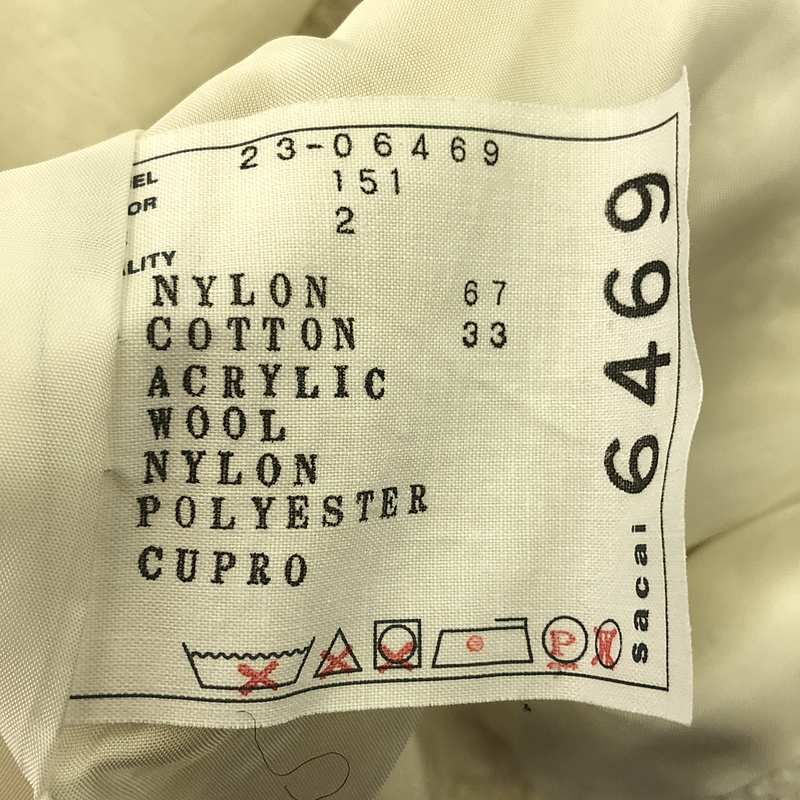 23-06469
EL 151
OR 2
LITY
NYLON 67
COTTON 33
ACRYLIC
WOOL
NYLON
POLYESTER
CUPRO
P
sacai 6469